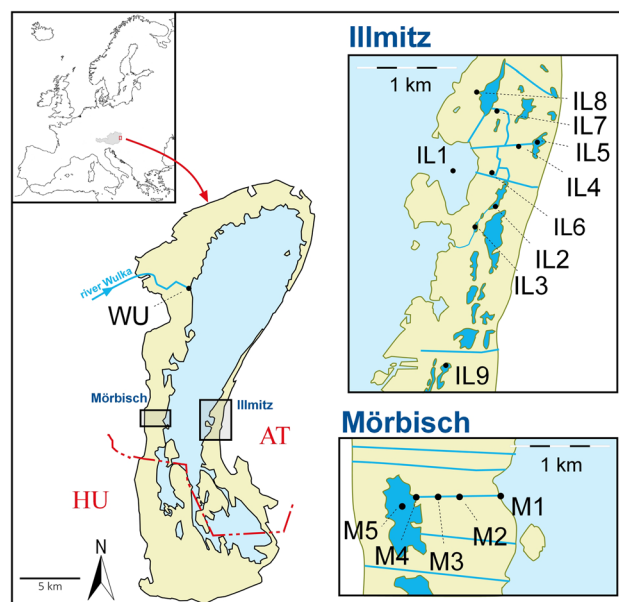 Illmitz
1 km
IL8
IL7
IL1
IL5
IL4
IL6
IL2
IL3
IL9
river Wulka
WU
Mörbisch
Illmitz
AT
HU
N
5 km
Mörbisch
1 km
M1
M5
M2
M4
M3